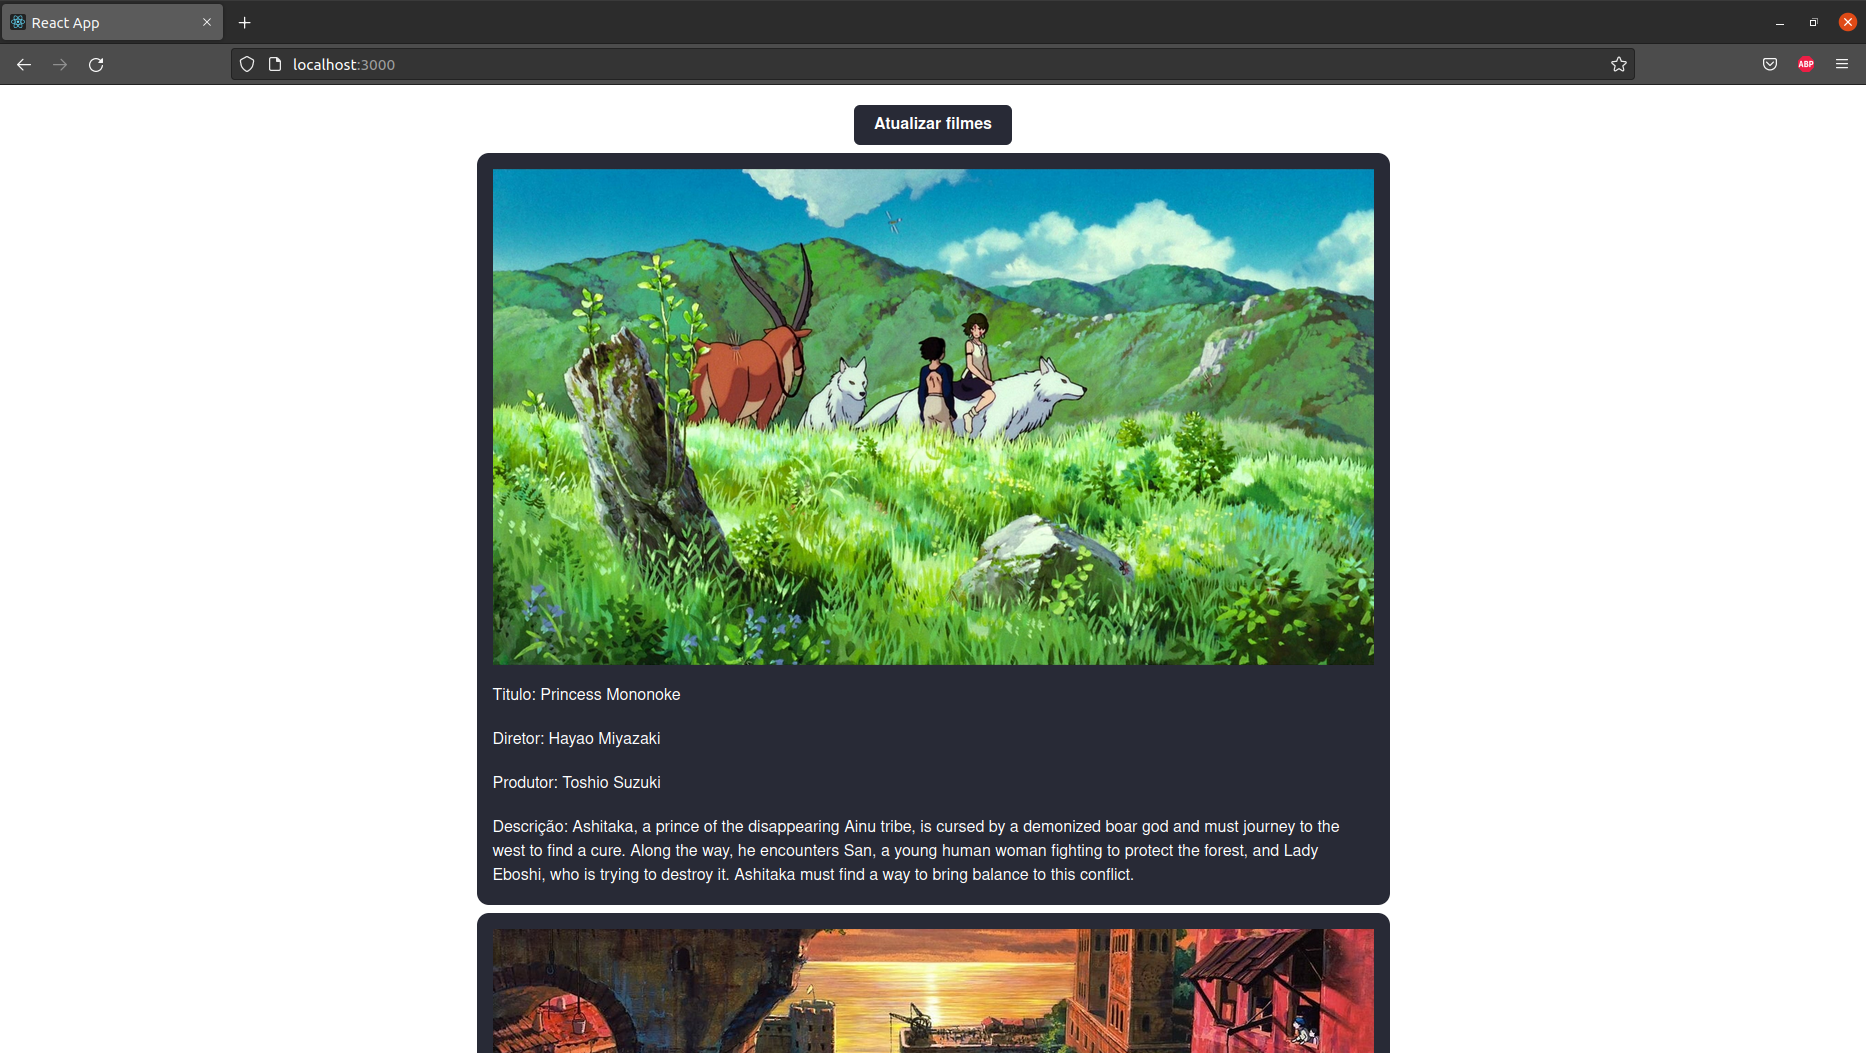 React App
localhost:3000
ABP
Atualizar filmes
Titulo: Princess Mononoke
Diretor: Hayao Miyazaki
Produtor: Toshio Suzuki
Descrição: Ashitaka, a prince of the disappearing Ainu tribe, is cursed by a demonized boar god and must journey to the
west to find a cure. Along the way, he encounters San, a young human woman fighting to protect the forest, and Lady
Eboshi, who is trying to destroy it. Ashitaka must find a way to bring balance to this conflict.